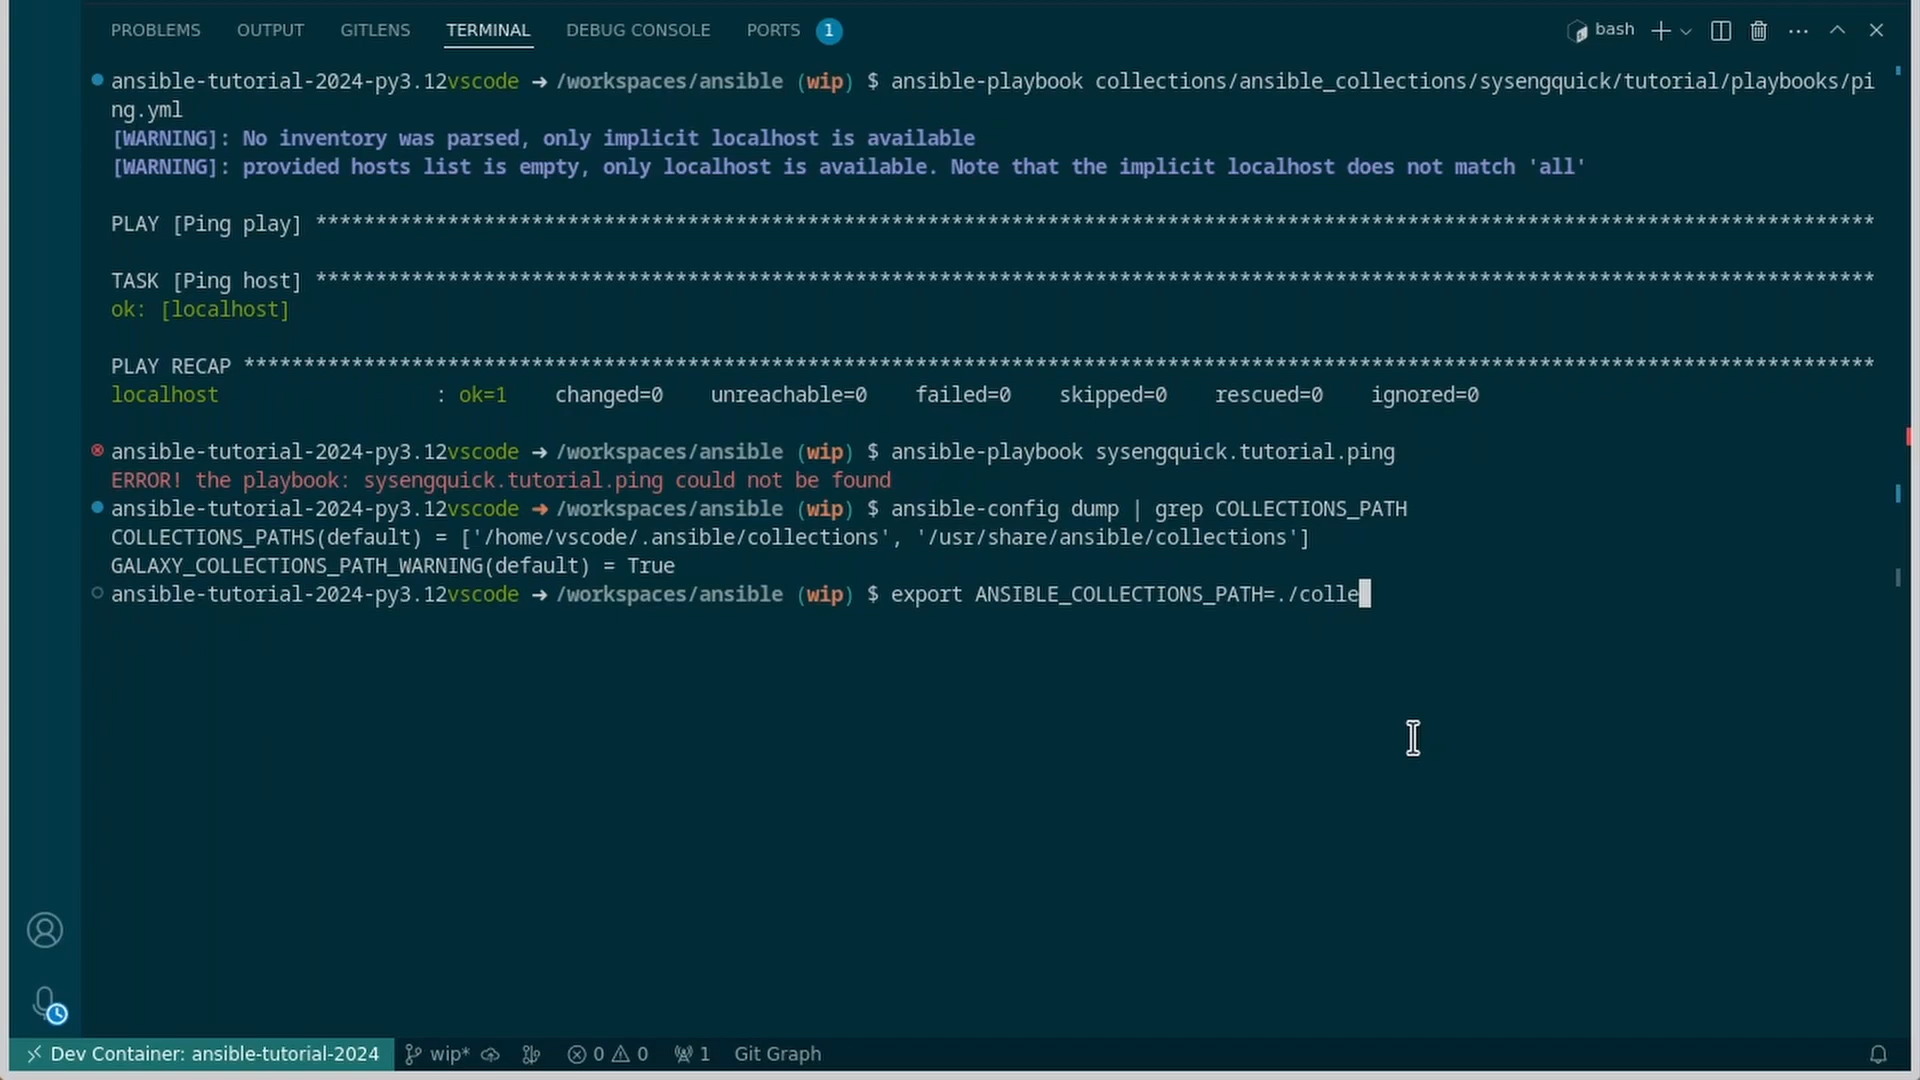 PROBLEMS OUTPUT GITLENS TERMINAL DEBUG CONSOLE PORTS 1 bash
ansible-tutorial-2024-py3.12vscode ➜ /workspaces/ansible (wip) $ ansible-playbook collections/ansible_collections/sysengquick/tutorial/playbooks/pi
ng.yml
[WARNING]: No inventory was parsed, only implicit localhost is available
[WARNING]: provided hosts list is empty, only localhost is available. Note that the implicit localhost does not match 'all'
PLAY [Ping play] **********************************************************************************************************************************
TASK [Ping host] **********************************************************************************************************************************
ok: [localhost]
PLAY RECAP ****************************************************************************************************************************************
localhost : ok=1 changed=0 unreachable=0 failed=0 skipped=0 rescued=0 ignored=0
ansible-tutorial-2024-py3.12vscode ➜ /workspaces/ansible (wip) $ ansible-playbook sysengquick.tutorial.ping
ERROR! the playbook: sysengquick.tutorial.ping could not be found
ansible-tutorial-2024-py3.12vscode ➜ /workspaces/ansible (wip) $ ansible-config dump | grep COLLECTIONS_PATH
COLLECTIONS_PATHS(default) = ['/home/vscode/.ansible/collections', '/usr/share/ansible/collections']
GALAXY_COLLECTIONS_PATH_WARNING(default) = True
ansible-tutorial-2024-py3.12vscode ➜ /workspaces/ansible (wip) $ export ANSIBLE_COLLECTIONS_PATH=./colle
Dev Container: ansible-tutorial-2024 wip* 0 0 1 Git Graph